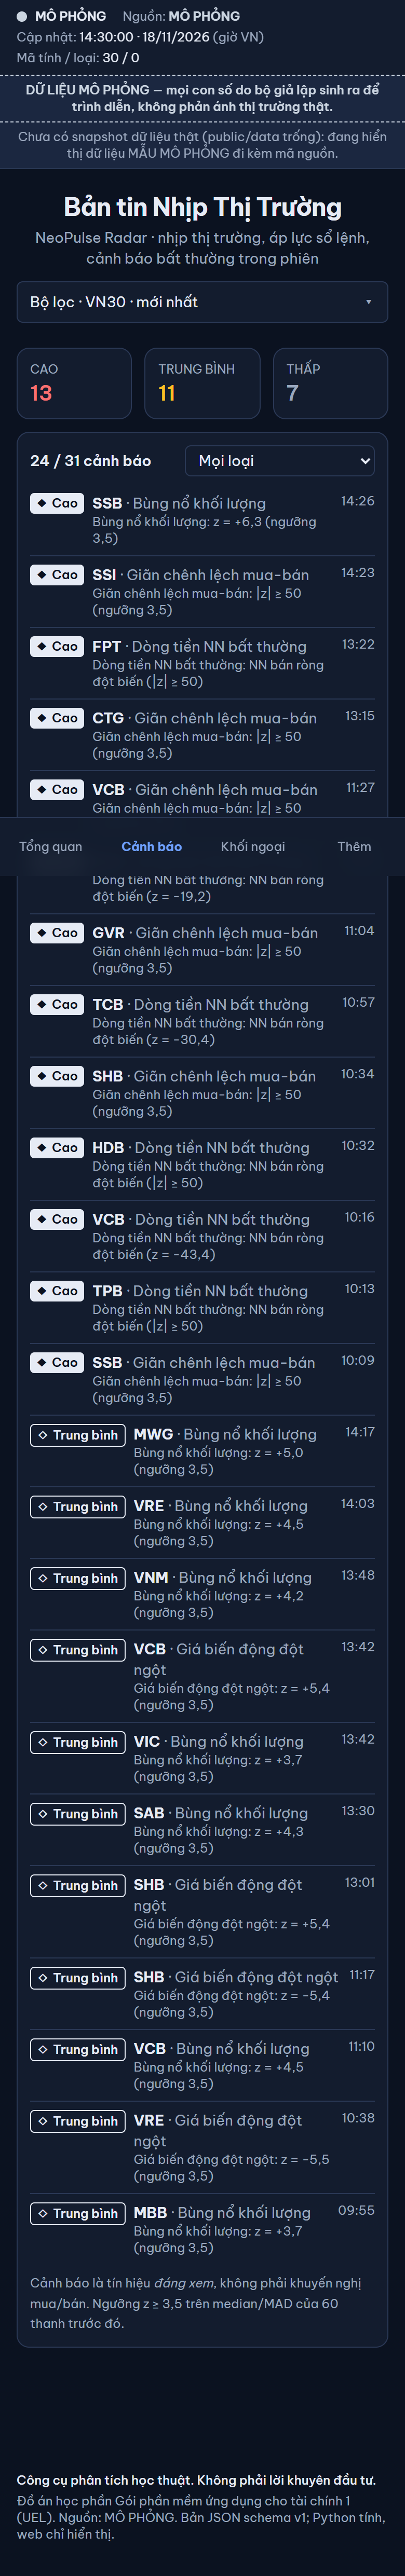 MÔ PHỎNG Nguồn: MÔ PHỎNG
Cập nhật: 14:30:00 · 18/11/2026 (giờ VN)
Mã tính / loại: 30 / 0
DỮ LIỆU MÔ PHỎNG — mọi con số do bộ giả lập sinh ra để
trình diễn, không phản ánh thị trường thật.
Chưa có snapshot dữ liệu thật (public/data trống): đang hiển
thị dữ liệu MẪU MÔ PHỎNG đi kèm mã nguồn.
Bản tin Nhịp Thị Trường
NeoPulse Radar · nhịp thị trường, áp lực sổ lệnh,
cảnh báo bất thường trong phiên
Bộ lọc · VN30 · mới nhất
CAO TRUNG BÌNH THẤP
13 11 7
24 / 31 cảnh báo Mọi loại
◆ Cao SSB · Bùng nổ khối lượng 14:26
Bùng nổ khối lượng: z = +6,3 (ngưỡng
3,5)
◆ Cao SSI · Giãn chênh lệch mua-bán 14:23
Giãn chênh lệch mua-bán: |z| ≥ 50
(ngưỡng 3,5)
◆ Cao FPT · Dòng tiền NN bất thường 13:22
Dòng tiền NN bất thường: NN bán ròng
đột biến (|z| ≥ 50)
◆ Cao CTG · Giãn chênh lệch mua-bán 13:15
Giãn chênh lệch mua-bán: |z| ≥ 50
(ngưỡng 3,5)
◆ Cao VCB · Giãn chênh lệch mua-bán 11:27
Giãn chênh lệch mua-bán: |z| ≥ 50
Tổng quan Cảnh báo Khối ngoại Thêm
Dòng tiền NN bất thường: NN bán ròng
đột biến (z = −19,2)
◆ Cao GVR · Giãn chênh lệch mua-bán 11:04
Giãn chênh lệch mua-bán: |z| ≥ 50
(ngưỡng 3,5)
◆ Cao TCB · Dòng tiền NN bất thường 10:57
Dòng tiền NN bất thường: NN bán ròng
đột biến (z = −30,4)
◆ Cao SHB · Giãn chênh lệch mua-bán 10:34
Giãn chênh lệch mua-bán: |z| ≥ 50
(ngưỡng 3,5)
◆ Cao HDB · Dòng tiền NN bất thường 10:32
Dòng tiền NN bất thường: NN bán ròng
đột biến (|z| ≥ 50)
◆ Cao VCB · Dòng tiền NN bất thường 10:16
Dòng tiền NN bất thường: NN bán ròng
đột biến (z = −43,4)
◆ Cao TPB · Dòng tiền NN bất thường 10:13
Dòng tiền NN bất thường: NN bán ròng
đột biến (|z| ≥ 50)
◆ Cao SSB · Giãn chênh lệch mua-bán 10:09
Giãn chênh lệch mua-bán: |z| ≥ 50
(ngưỡng 3,5)
◇ Trung bình MWG · Bùng nổ khối lượng 14:17
Bùng nổ khối lượng: z = +5,0
(ngưỡng 3,5)
◇ Trung bình VRE · Bùng nổ khối lượng 14:03
Bùng nổ khối lượng: z = +4,5
(ngưỡng 3,5)
◇ Trung bình VNM · Bùng nổ khối lượng 13:48
Bùng nổ khối lượng: z = +4,2
(ngưỡng 3,5)
◇ Trung bình VCB · Giá biến động đột 13:42
ngột
Giá biến động đột ngột: z = +5,4
(ngưỡng 3,5)
◇ Trung bình VIC · Bùng nổ khối lượng 13:42
Bùng nổ khối lượng: z = +3,7
(ngưỡng 3,5)
◇ Trung bình SAB · Bùng nổ khối lượng 13:30
Bùng nổ khối lượng: z = +4,3
(ngưỡng 3,5)
◇ Trung bình SHB · Giá biến động đột 13:01
ngột
Giá biến động đột ngột: z = +5,4
(ngưỡng 3,5)
◇ Trung bình SHB · Giá biến động đột ngột 11:17
Giá biến động đột ngột: z = −5,4
(ngưỡng 3,5)
◇ Trung bình VCB · Bùng nổ khối lượng 11:10
Bùng nổ khối lượng: z = +4,5
(ngưỡng 3,5)
◇ Trung bình VRE · Giá biến động đột 10:38
ngột
Giá biến động đột ngột: z = −5,5
(ngưỡng 3,5)
◇ Trung bình MBB · Bùng nổ khối lượng 09:55
Bùng nổ khối lượng: z = +3,7
(ngưỡng 3,5)
Cảnh báo là tín hiệu đáng xem, không phải khuyến nghị
mua/bán. Ngưỡng z ≥ 3,5 trên median/MAD của 60
thanh trước đó.
Công cụ phân tích học thuật. Không phải lời khuyên đầu tư.
Đồ án học phần Gói phần mềm ứng dụng cho tài chính 1
(UEL). Nguồn: MÔ PHỎNG. Bản JSON schema v1; Python tính,
web chỉ hiển thị.